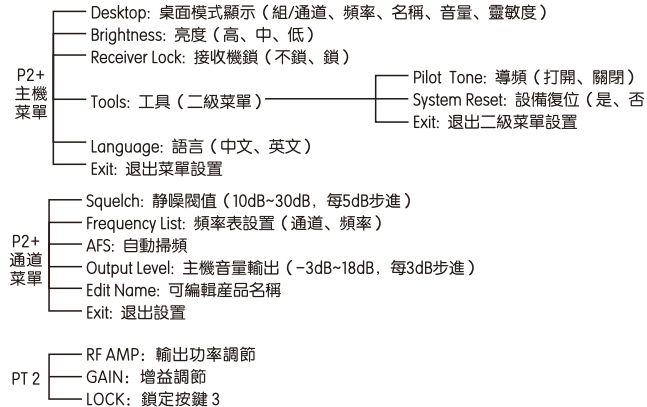 P2+
主機
菜單
Desktop: 桌面模式顯示（組/通道、頻率、名稱、音量、靈敏度）
Brightness: 亮度（高、中、低）
Receiver Lock: 接收機鎖（不鎖、鎖）
Tools: 工具（二級菜單）
Pilot Tone: 導頻（打開、關閉）
System Reset: 設備復位（是、否
Exit: 退出二級菜單設置
Language: 語言（中文、英文）
Exit: 退出菜單設置
P2+
通道
菜單
Squelch: 静噪閥值（10dB~30dB，每5dB步進）
Frequency List: 頻率表設置（通道、頻率）
AFS: 自動掃頻
Output Level: 主機音量輸出（-3dB~18dB，每3dB步進）
Edit Name: 可編輯産品名稱
Exit: 退出設置
PT 2
RF AMP: 輸出功率調節
GAIN: 增益調節
LOCK: 鎖定按鍵 3